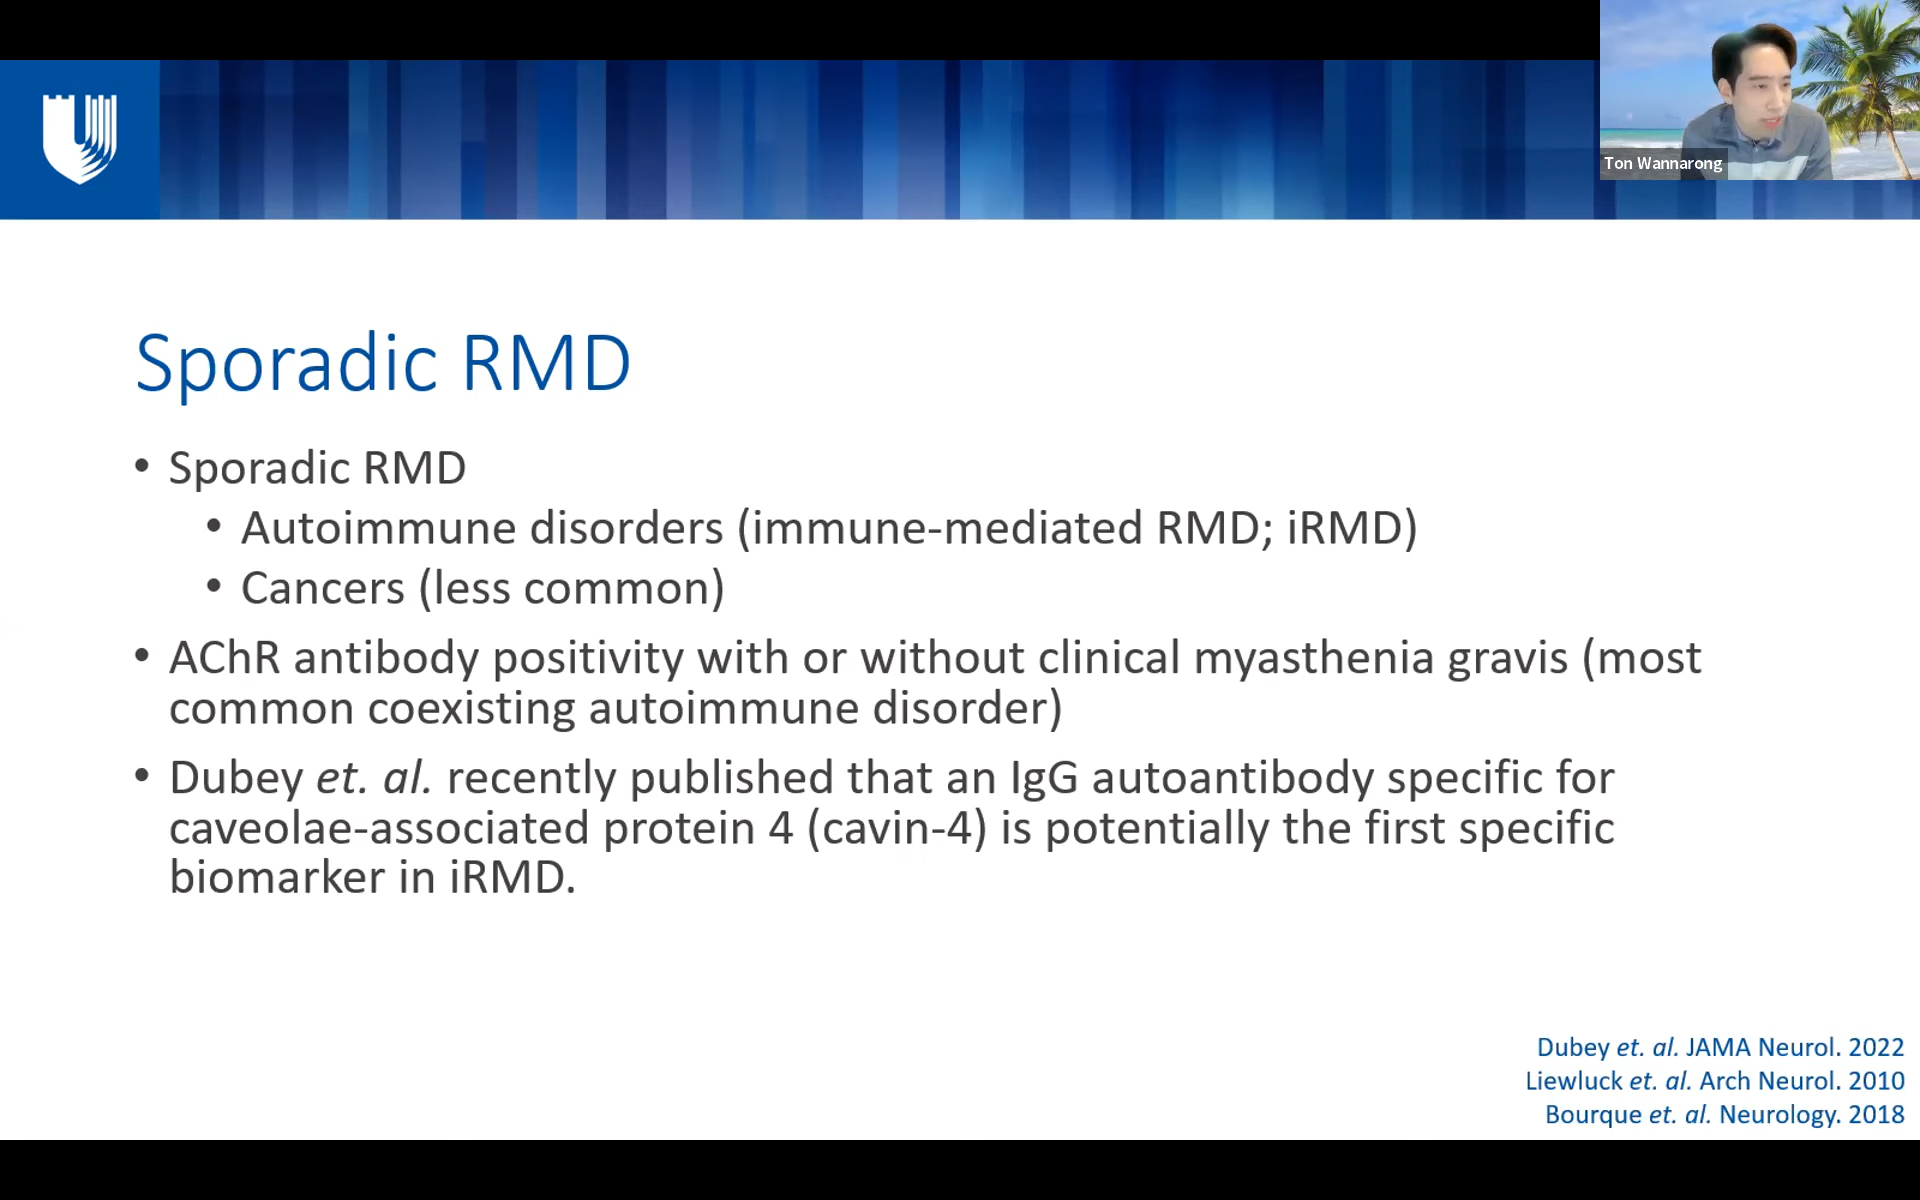 Ton Wannarong
Sporadic RMD
• Sporadic RMD
• Autoimmune disorders (immune-mediated RMD; iRMD)
• Cancers (less common)
• AChR antibody positivity with or without clinical myasthenia gravis (most
common coexisting autoimmune disorder)
• Dubey et. al. recently published that an IgG autoantibody specific for
caveolae-associated protein 4 (cavin-4) is potentially the first specific
biomarker in iRMD.
Dubey et. al. JAMA Neurol. 2022
Liewluck et. al. Arch Neurol. 2010
Bourque et. al. Neurology. 2018